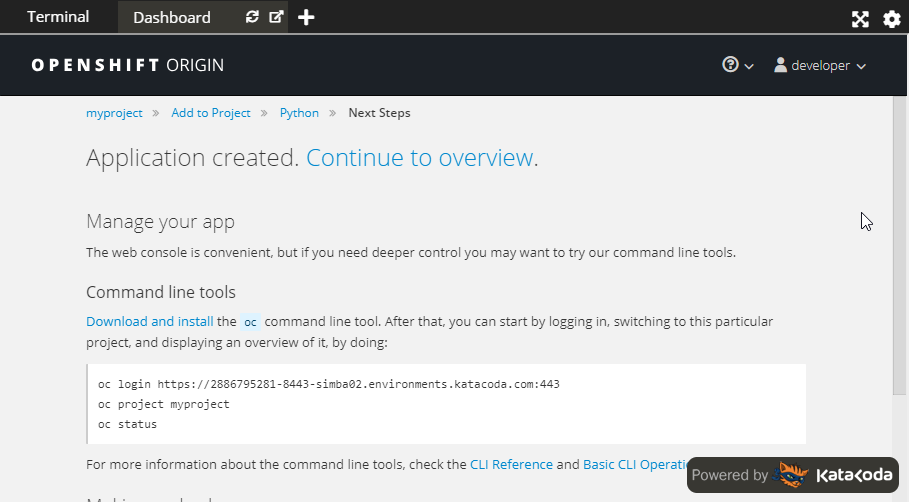 Terminal Dashboard
OPENSHIFT ORIGIN
developer
myproject » Add to Project » Python » Next Steps
Application created. Continue to overview.
Manage your app
The web console is convenient, but if you need deeper control you may want to try our command line tools.
Command line tools
Download and install the oc command line tool. After that, you can start by logging in, switching to this particular
project, and displaying an overview of it, by doing:
oc login https://2886795281-8443-simba02.environments.katacoda.com:443
oc project myproject
oc status
For more information about the command line tools, check the CLI Reference and Basic CLI
Powered by KataKoda